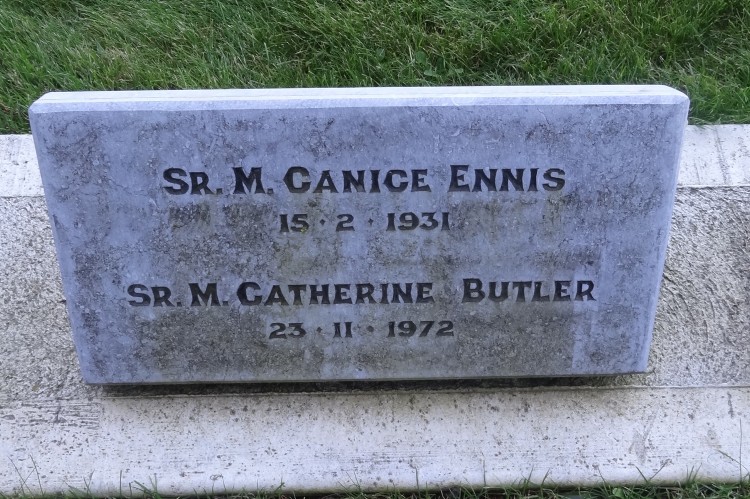 Sr. M. Canice Ennis
15 · 2 · 1931
Sr. M. Catherine Butler
23 · 11 · 1972